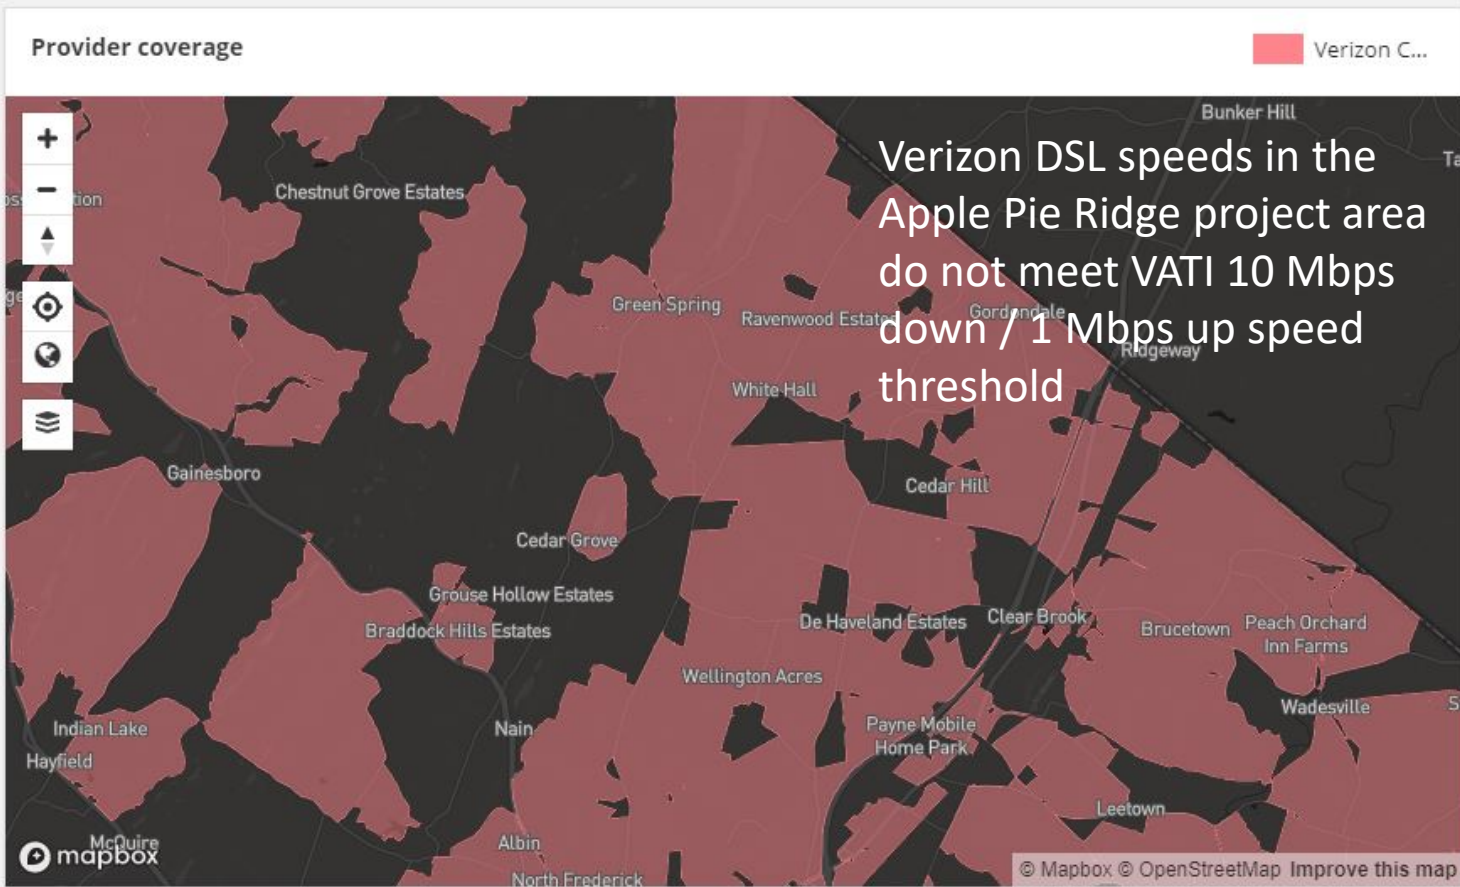 Provider coverage
Verizon C...
Bunker Hill
Verizon DSL speeds in the
Apple Pie Ridge project area
do not meet VATI 10 Mbps
down / 1 Mbps up speed
threshold
Chestnut Grove Estates
Green Spring
Ravenwood Estates
Gordondale
Ridgeway
White Hall
Gainesboro
Cedar Hill
Cedar Grove
Grouse Hollow Estates
Braddock Hills Estates
De Haveland Estates
Clear Brook
Brucetown
Peach Orchard
Inn Farms
Wellington Acres
Wadesville
Indian Lake
Nain
Payne Mobile
Home Park
Hayfield
Leetown
McQuire
Albin
mapbox
North Frederick
© Mapbox © OpenStreetMap Improve this map